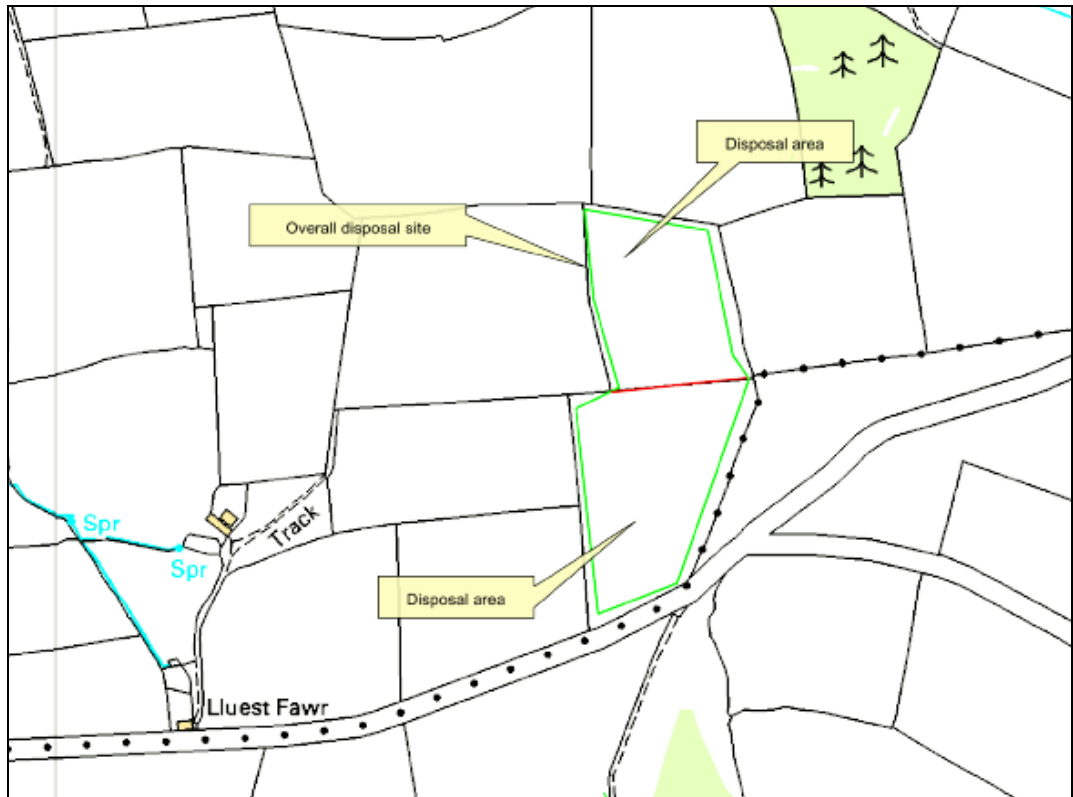 Disposal area
Overall disposal site
Spr
Track
Spr
Disposal area
Lluest Fawr